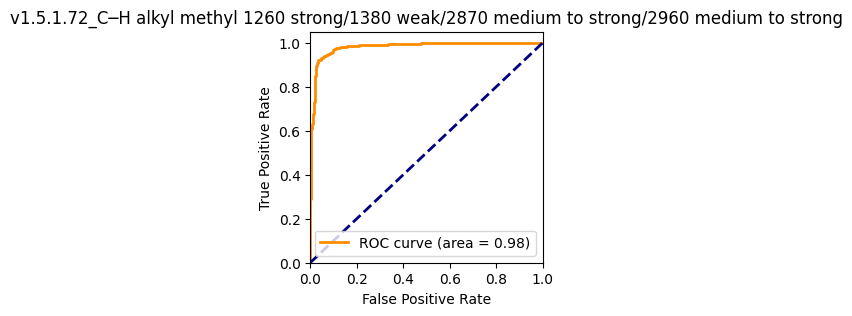 v1.5.1.72_C─H alkyl methyl 1260 strong/1380 weak/2870 medium to strong/2960 medium to strong
1.0
0.8
0.6
0.4
0.2
0.0
True Positive Rate
ROC curve (area = 0.98)
0.0 0.2 0.4 0.6 0.8 1.0
False Positive Rate